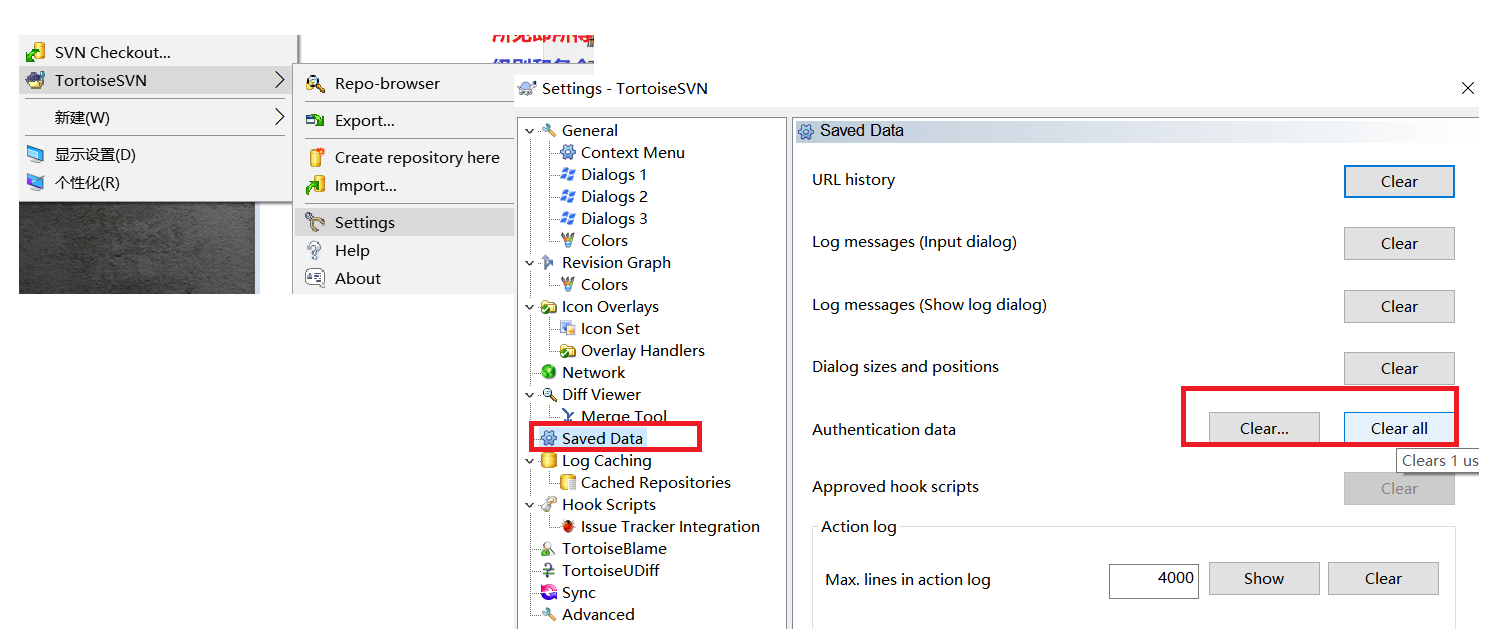 SVN Checkout...
TortoiseSVN
新建(W)
显示设置(D)
个性化(R)
所见即所得
Repo-browser
Export...
Create repository here
Import...
Settings
Help
About
Settings - TortoiseSVN
General
Context Menu
Dialogs 1
Dialogs 2
Dialogs 3
Colors
Revision Graph
Colors
Icon Overlays
Icon Set
Overlay Handlers
Network
Diff Viewer
Merge Tool
Saved Data
Log Caching
Cached Repositories
Hook Scripts
Issue Tracker Integration
TortoiseBlame
TortoiseUDiff
Sync
Advanced
Saved Data
URL history Clear
Log messages (Input dialog) Clear
Log messages (Show log dialog) Clear
Dialog sizes and positions Clear
Authentication data Clear... Clear all
Clears 1 us
Approved hook scripts Clear
Action log
Max. lines in action log 4000 Show Clear